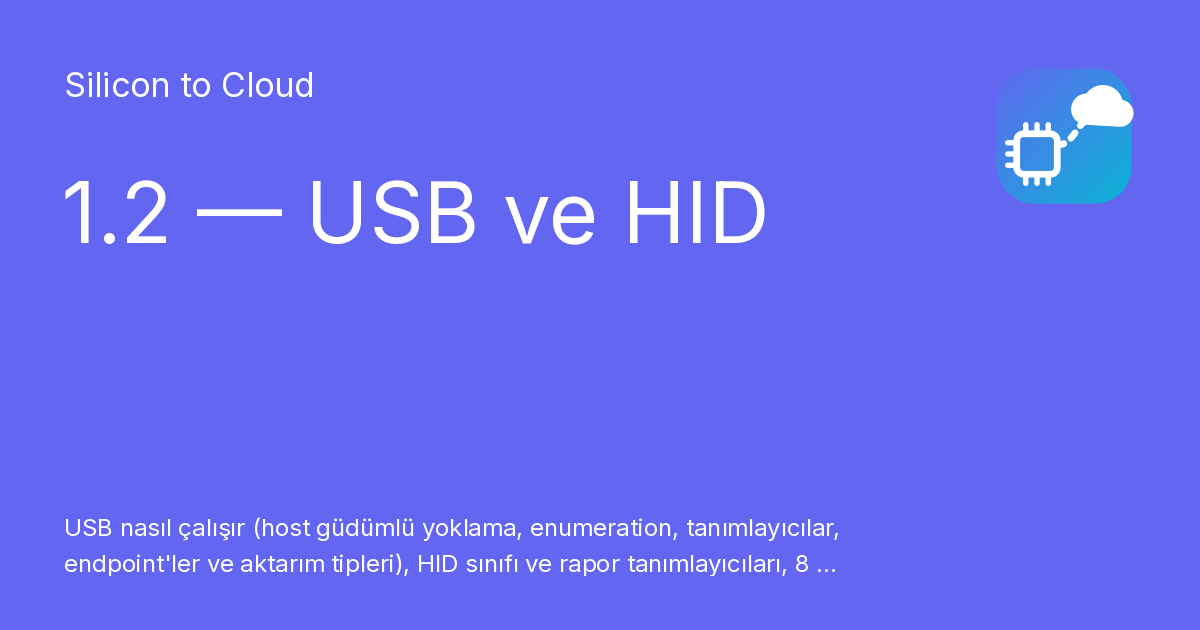 Silicon to Cloud
1.2 — USB ve HID
USB nasıl çalışır (host güdümlü yoklama, enumeration, tanımlayıcılar,
endpoint'ler ve aktarım tipleri), HID sınıfı ve rapor tanımlayıcıları, 8 ...